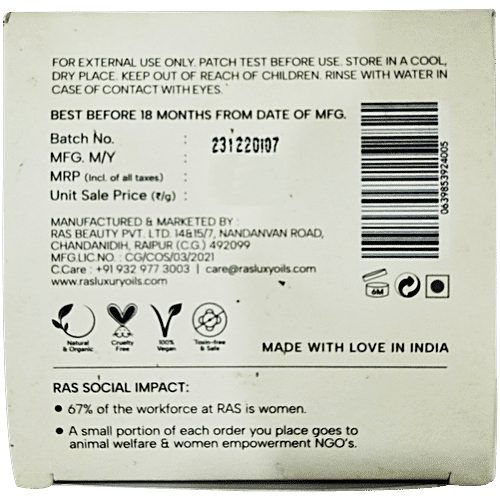 FOR EXTERNAL USE ONLY. PATCH TEST BEFORE USE. STORE IN A COOL,
DRY PLACE. KEEP OUT OF REACH OF CHILDREN. RINSE WITH WATER IN
CASE OF CONTACT WITH EYES.
BEST BEFORE 18 MONTHS FROM DATE OF MFG.
Batch No. : 231220107
MFG. M/Y :
MRP (Incl. of all taxes) :
Unit Sale Price (₹/g) :
0639853924005
MANUFACTURED & MARKETED BY :
RAS BEAUTY PVT. LTD. 14&15/7, NANDANVAN ROAD,
CHANDANIDIH, RAIPUR (C.G.) 492099
MFG.LIC.NO. : CG/COS/03/2021
C.Care : +91 932 977 3003 | care@rasluxyoils.com
www.rasluxuryoils.com
6M
Natural & Organic
Cruelty Free
100% Vegan
Toxin-free & Safe
MADE WITH LOVE IN INDIA
RAS SOCIAL IMPACT:
• 67% of the workforce at RAS is women.
• A small portion of each order you place goes to
animal welfare & women empowerment NGO's.